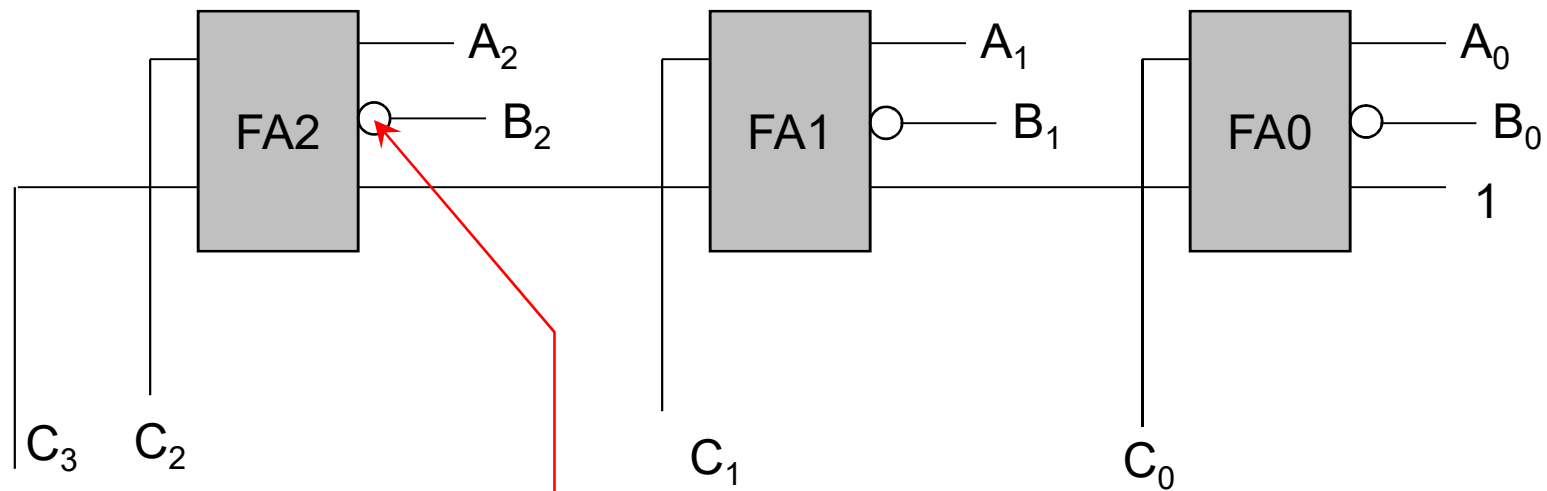 FA2
A₂
B₂
FA1
A₁
B₁
FA0
A₀
B₀
1
C₃
C₂
C₁
C₀